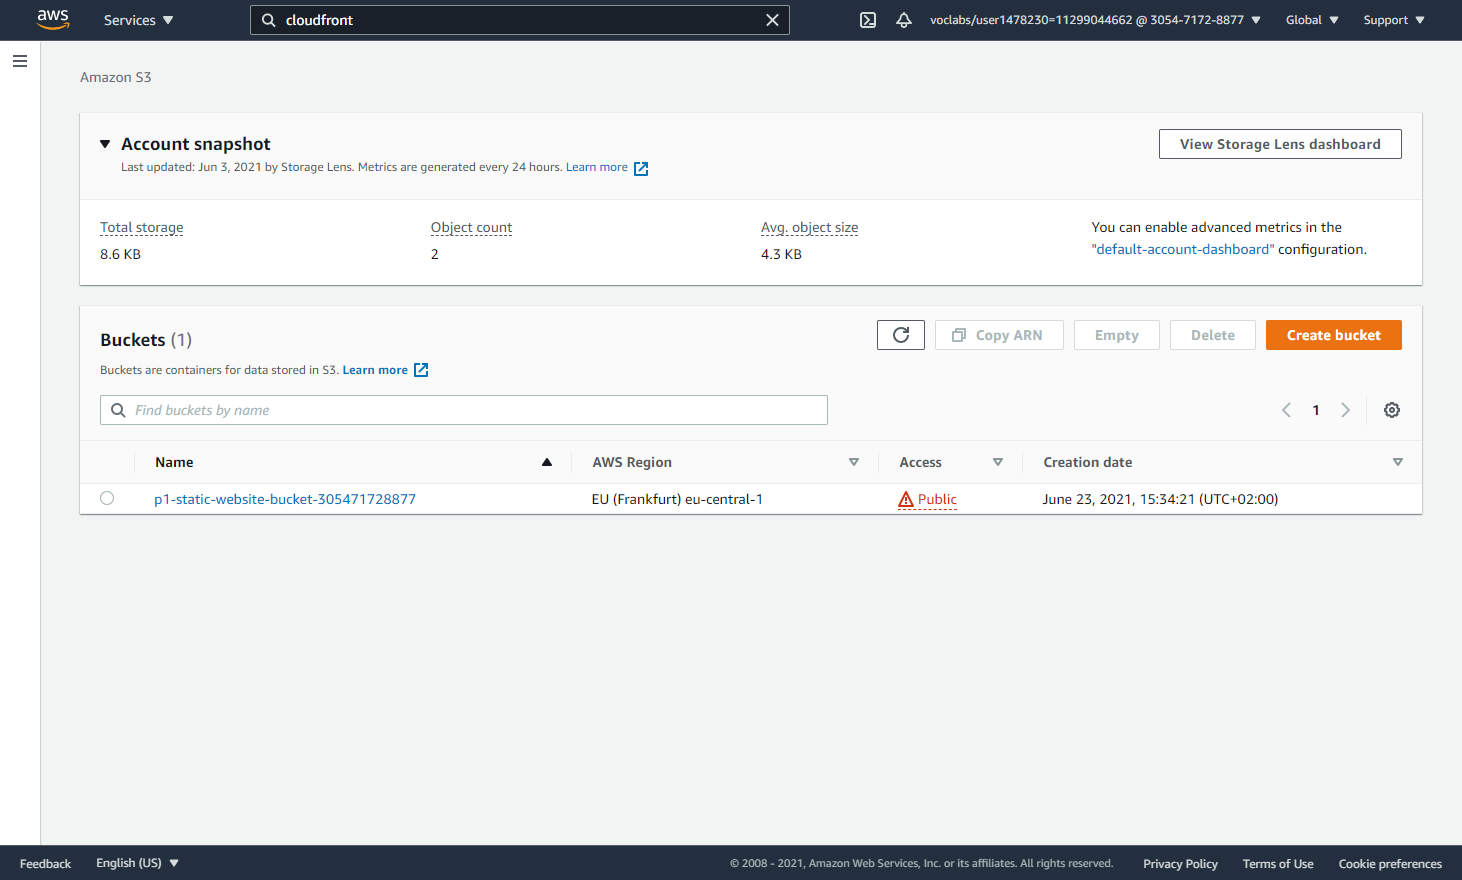 aws Services cloudfront voclabs/user1478230=11299044662 @ 3054-7172-8877 Global Support
Amazon S3
Account snapshot
View Storage Lens dashboard
Last updated: Jun 3, 2021 by Storage Lens. Metrics are generated every 24 hours. Learn more
Total storage Object count Avg. object size You can enable advanced metrics in the
8.6 KB 2 4.3 KB "default-account-dashboard" configuration.
Buckets (1)
Copy ARN Empty Delete Create bucket
Buckets are containers for data stored in S3. Learn more
Find buckets by name 1
Name AWS Region Access Creation date
p1-static-website-bucket-305471728877 EU (Frankfurt) eu-central-1 Public June 23, 2021, 15:34:21 (UTC+02:00)
Feedback English (US) © 2008 - 2021, Amazon Web Services, Inc. or its affiliates. All rights reserved. Privacy Policy Terms of Use Cookie preferences